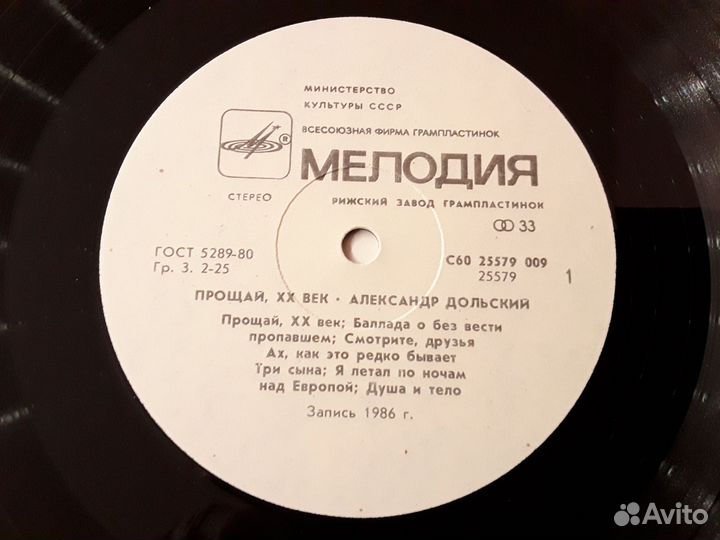 МИНИСТЕРСТВО
КУЛЬТУРЫ СССР
ВСЕСОЮЗНАЯ ФИРМА ГРАМПЛАСТИНОК
®
МЕЛОДИЯ
СТЕРЕО
РИЖСКИЙ ЗАВОД ГРАМПЛАСТИНОК
33
ГОСТ 5289-80
Гр. 3. 2-25
С60 25579 009
25579
1
ПРОЩАЙ, XX ВЕК · АЛЕКСАНДР ДОЛЬСКИЙ
Прощай, XX век; Баллада о без вести
пропавшем; Смотрите, друзья
Ах, как это редко бывает
Три сына; Я летал по ночам
над Европой; Душа и тело
Запись 1986 г.
Avito